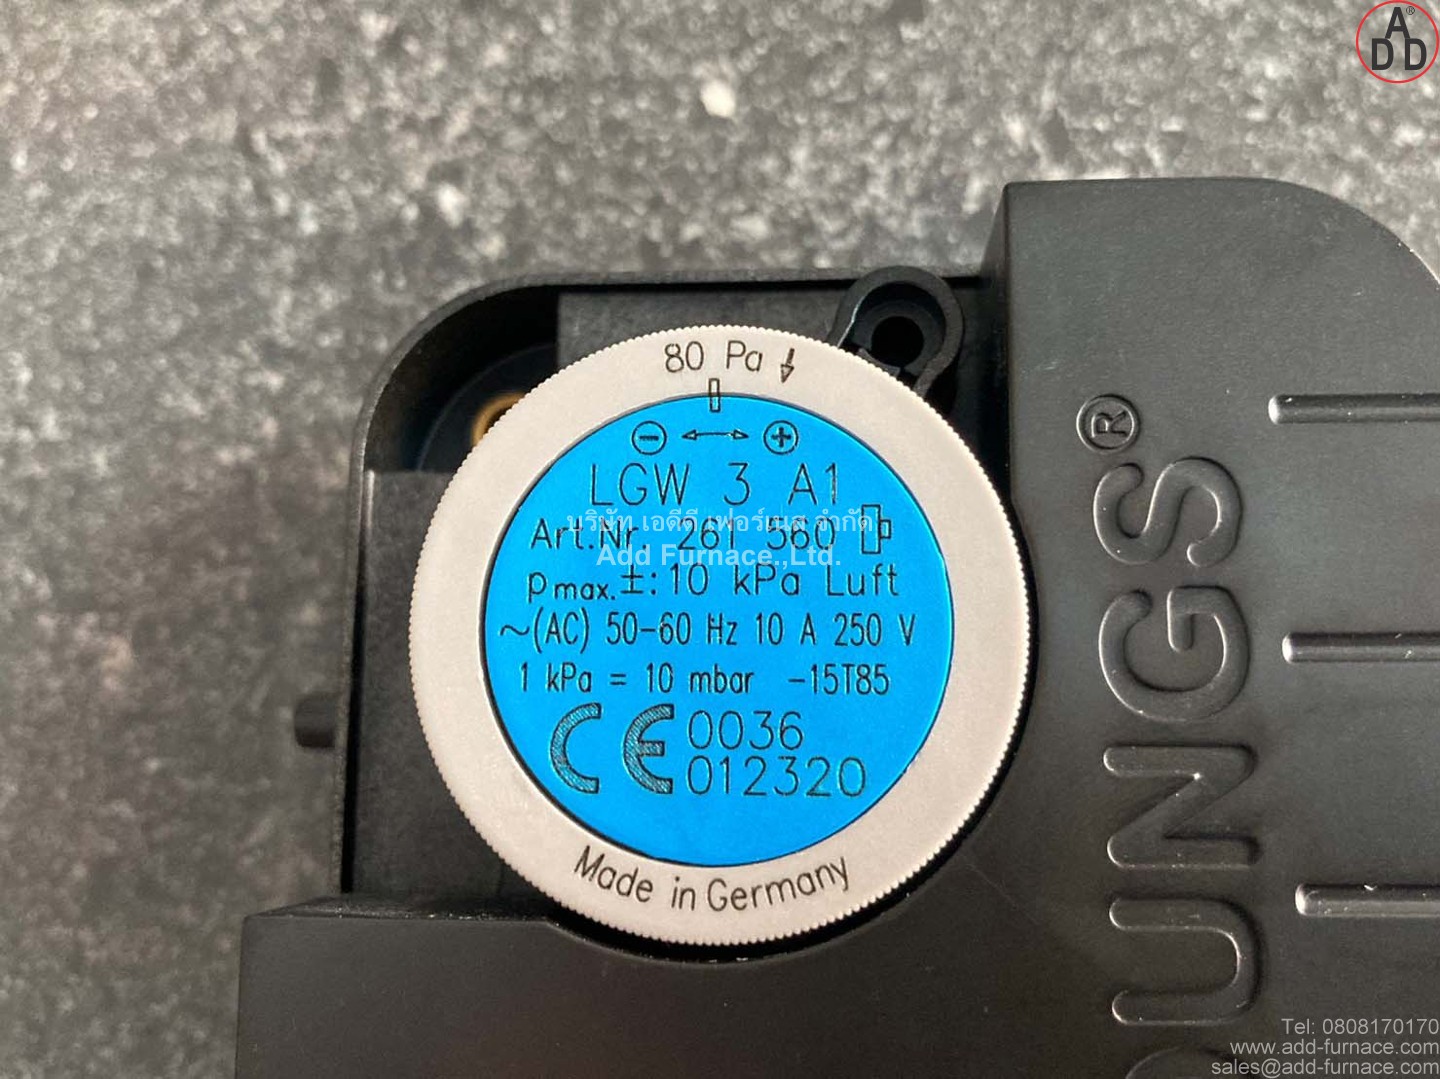 ADD®
80 Pa
LGW 3 A1
Art.Nr. 261 560
บริษัท เอดีดี เฟอร์เนส จำกัด
Add Furnace.,Ltd.
pmax. ±: 10 kPa Luft
~(AC) 50-60 Hz 10 A 250 V
1 kPa = 10 mbar -15T85
CE 0036
012320
Made in Germany
UNGS®
Tel: 0808170170
www.add-furnace.com
sales@add-furnace.com